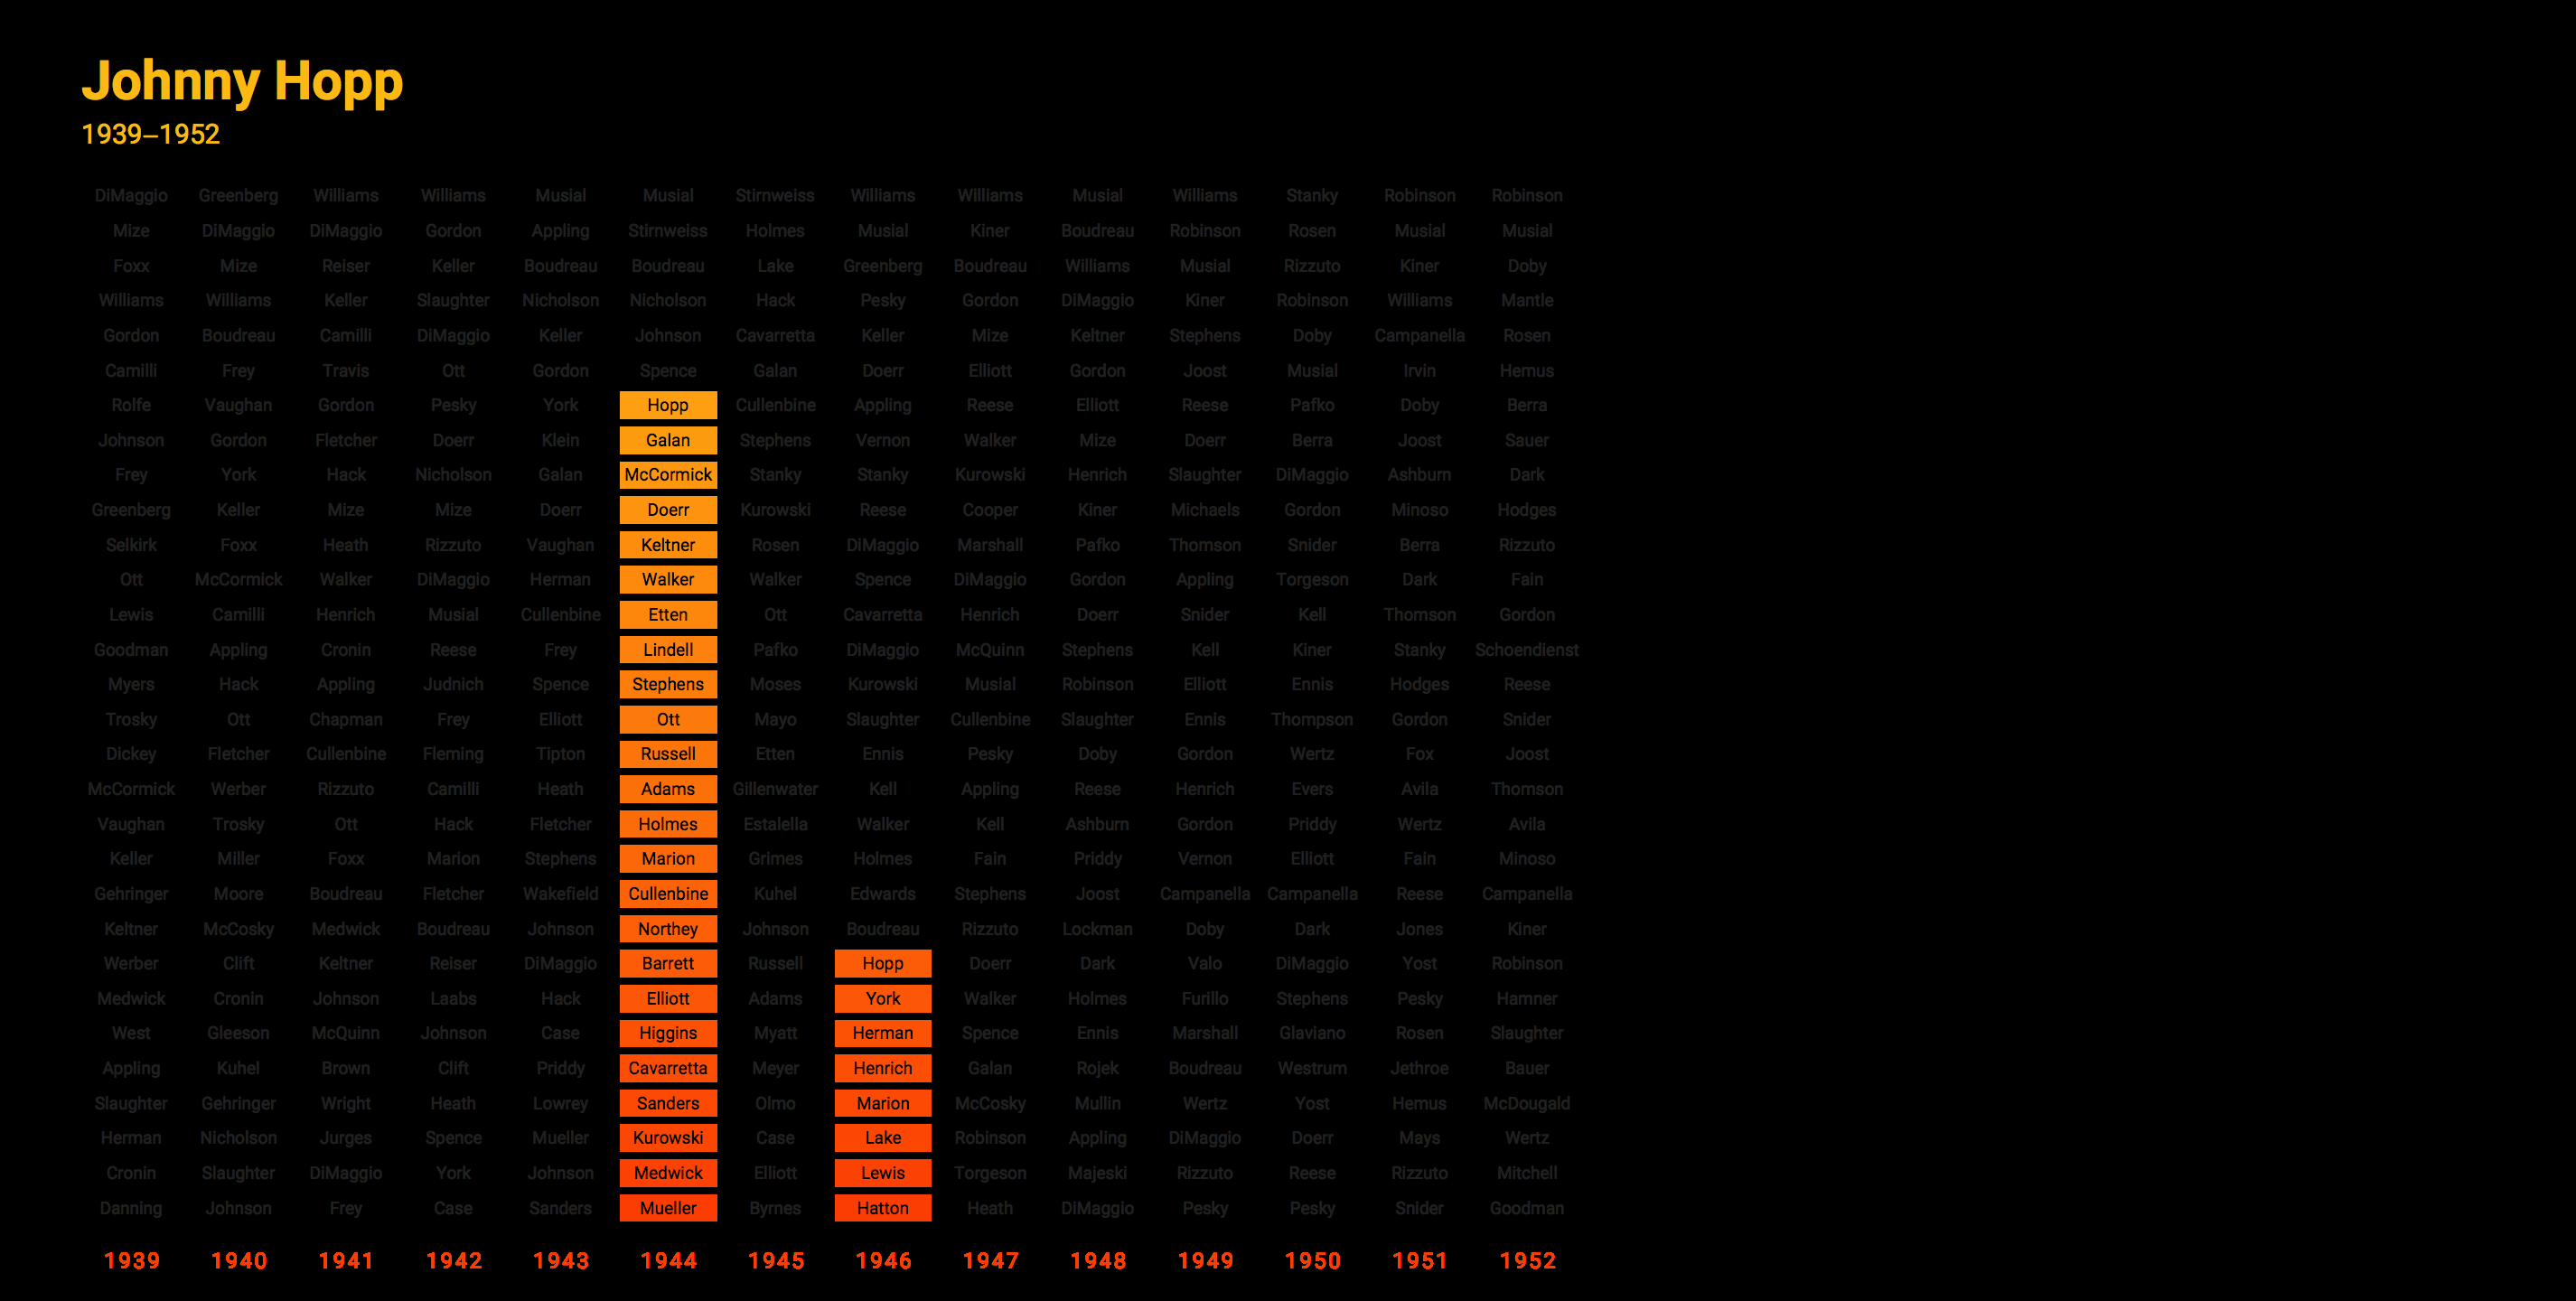 Johnny Hopp
1939–1952
DiMaggio Greenberg Williams Williams Musial Musial Stirnweiss Williams Williams Musial Williams Stanky Robinson Robinson
Mize DiMaggio DiMaggio Gordon Appling Stirnweiss Holmes Musial Kiner Boudreau Robinson Rosen Musial Musial
Foxx Mize Reiser Keller Boudreau Boudreau Lake Greenberg Boudreau Williams Musial Rizzuto Kiner Doby
Williams Williams Keller Slaughter Nicholson Nicholson Hack Pesky Gordon DiMaggio Kiner Robinson Williams Mantle
Gordon Boudreau Camilli DiMaggio Keller Johnson Cavarretta Keller Mize Keltner Stephens Doby Campanella Rosen
Camilli Frey Travis Ott Gordon Spence Galan Doerr Elliott Gordon Joost Musial Irvin Hemus
Rolfe Vaughan Gordon Pesky York Hopp Cullenbine Appling Reese Elliott Reese Pafko Doby Berra
Johnson Gordon Fletcher Doerr Klein Galan Stephens Vernon Walker Mize Doerr Berra Joost Sauer
Frey York Hack Nicholson Galan McCormick Stanky Stanky Kurowski Henrich Slaughter DiMaggio Ashburn Dark
Greenberg Keller Mize Mize Doerr Doerr Kurowski Reese Cooper Kiner Michaels Gordon Minoso Hodges
Selkirk Foxx Heath Rizzuto Vaughan Keltner Rosen DiMaggio Marshall Pafko Thomson Snider Berra Rizzuto
Ott McCormick Walker DiMaggio Herman Walker Walker Spence DiMaggio Gordon Appling Torgeson Dark Fain
Lewis Camilli Henrich Musial Cullenbine Etten Ott Cavarretta Henrich Doerr Snider Kell Thomson Gordon
Goodman Appling Cronin Reese Frey Lindell Pafko DiMaggio McQuinn Stephens Kell Kiner Stanky Schoendienst
Myers Hack Appling Judnich Spence Stephens Moses Kurowski Musial Robinson Elliott Ennis Hodges Reese
Trosky Ott Chapman Frey Elliott Ott Mayo Slaughter Cullenbine Slaughter Ennis Thompson Gordon Snider
Dickey Fletcher Cullenbine Fleming Tipton Russell Etten Ennis Pesky Doby Gordon Wertz Fox Joost
McCormick Werber Rizzuto Camilli Heath Adams Gillenwater Kell Appling Reese Henrich Evers Avila Thomson
Vaughan Trosky Ott Hack Fletcher Holmes Estalella Walker Kell Ashburn Gordon Priddy Wertz Avila
Keller Miller Foxx Marion Stephens Marion Grimes Holmes Fain Priddy Vernon Elliott Fain Minoso
Gehringer Moore Boudreau Fletcher Wakefield Cullenbine Kuhel Edwards Stephens Joost Campanella Campanella Reese Campanella
Keltner McCosky Medwick Boudreau Johnson Northey Johnson Boudreau Rizzuto Lockman Doby Dark Jones Kiner
Werber Clift Keltner Reiser DiMaggio Barrett Russell Hopp Doerr Dark Valo DiMaggio Yost Robinson
Medwick Cronin Johnson Laabs Hack Elliott Adams York Walker Holmes Furillo Stephens Pesky Hamner
West Gleeson McQuinn Johnson Case Higgins Myatt Herman Spence Ennis Marshall Glaviano Rosen Slaughter
Appling Kuhel Brown Clift Priddy Cavarretta Meyer Henrich Galan Rojek Boudreau Westrum Jethroe Bauer
Slaughter Gehringer Wright Heath Lowrey Sanders Olmo Marion McCosky Mullin Wertz Yost Hemus McDougald
Herman Nicholson Jurges Spence Mueller Kurowski Case Lake Robinson Appling DiMaggio Doerr Mays Wertz
Cronin Slaughter DiMaggio York Johnson Medwick Elliott Lewis Torgeson Majeski Rizzuto Reese Rizzuto Mitchell
Danning Johnson Frey Case Sanders Mueller Byrnes Hatton Heath DiMaggio Pesky Pesky Snider Goodman
1939 1940 1941 1942 1943 1944 1945 1946 1947 1948 1949 1950 1951 1952